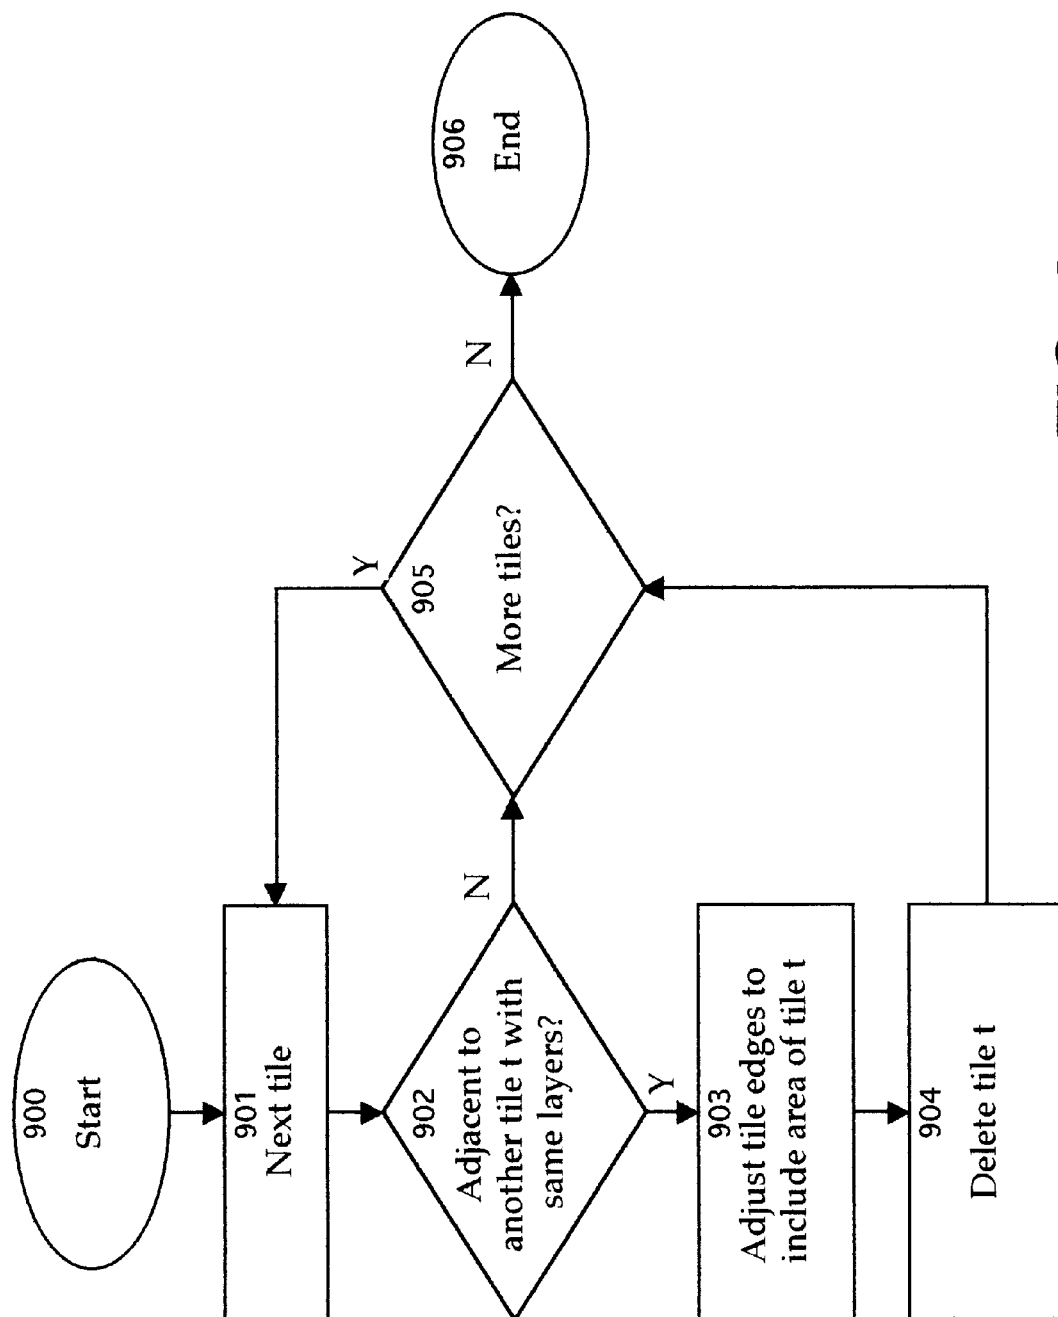 900
Start
901
Next tile
902
Adjacent to
another tile t with
same layers?
Y
N
903
Adjust tile edges to
include area of tile t
904
Delete tile t
905
More tiles?
Y
N
906
End